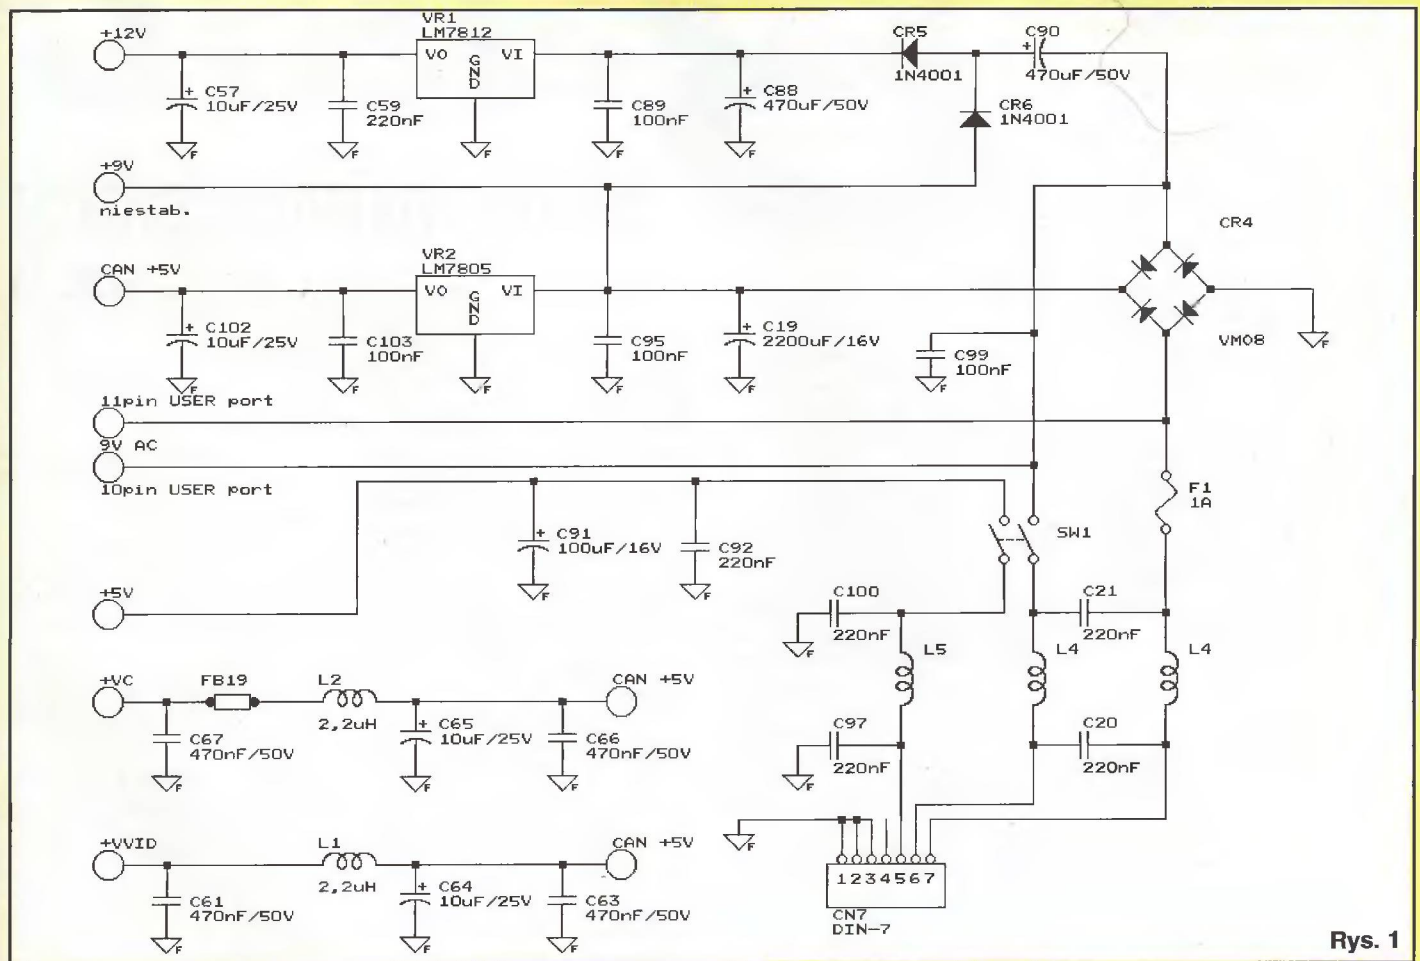 +12V
VR1
LM7812
VO
GND
VI
CR5
1N4001
C90
+
470uF/50V
+
C57
10uF/25V
C59
220nF
C89
100nF
+
C88
470uF/50V
CR6
1N4001
F
F
F
F
F
+9V
niestab.
CR4
CAN +5V
VR2
LM7805
VO
GND
VI
+
C102
10uF/25V
C103
100nF
C95
100nF
+
C19
2200uF/16V
C99
100nF
VM08
F
F
F
F
F
F
F
11pin USER port
9V AC
10pin USER port
F1
1A
+
C91
100uF/16V
C92
220nF
SW1
F
F
+5V
C100
220nF
C21
220nF
F
L5
L4
L4
+VC
FB19
L2
2,2uH
CAN +5V
C67
470nF/50V
+
C65
10uF/25V
C66
470nF/50V
C97
220nF
C20
220nF
F
F
F
F
+VVID
L1
2,2uH
CAN +5V
F
C61
470nF/50V
+
C64
10uF/25V
C63
470nF/50V
1234567
CN7
DIN-7
F
F
F
Rys. 1